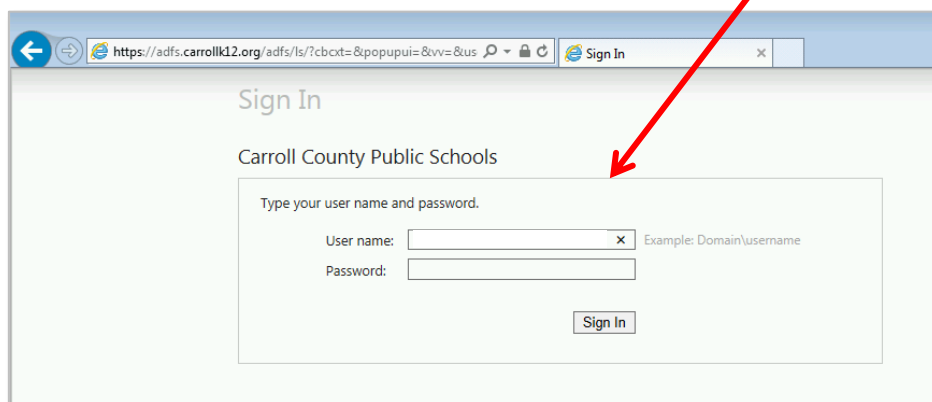 https://adfs.carrollk12.org/adfs/ls/?cbcxt=&popupui=&vv=&us
Sign In
Sign In
Carroll County Public Schools
Type your user name and password.
User name: Example: Domain\username
Password:
Sign In